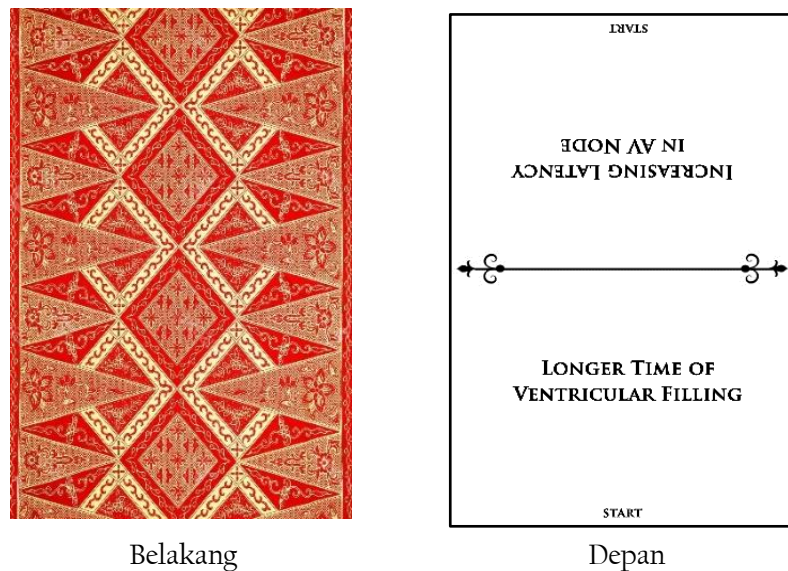 START
INCREASING LATENCY
IN AV NODE
LONGER TIME OF
VENTRICULAR FILLING
START
Belakang
Depan